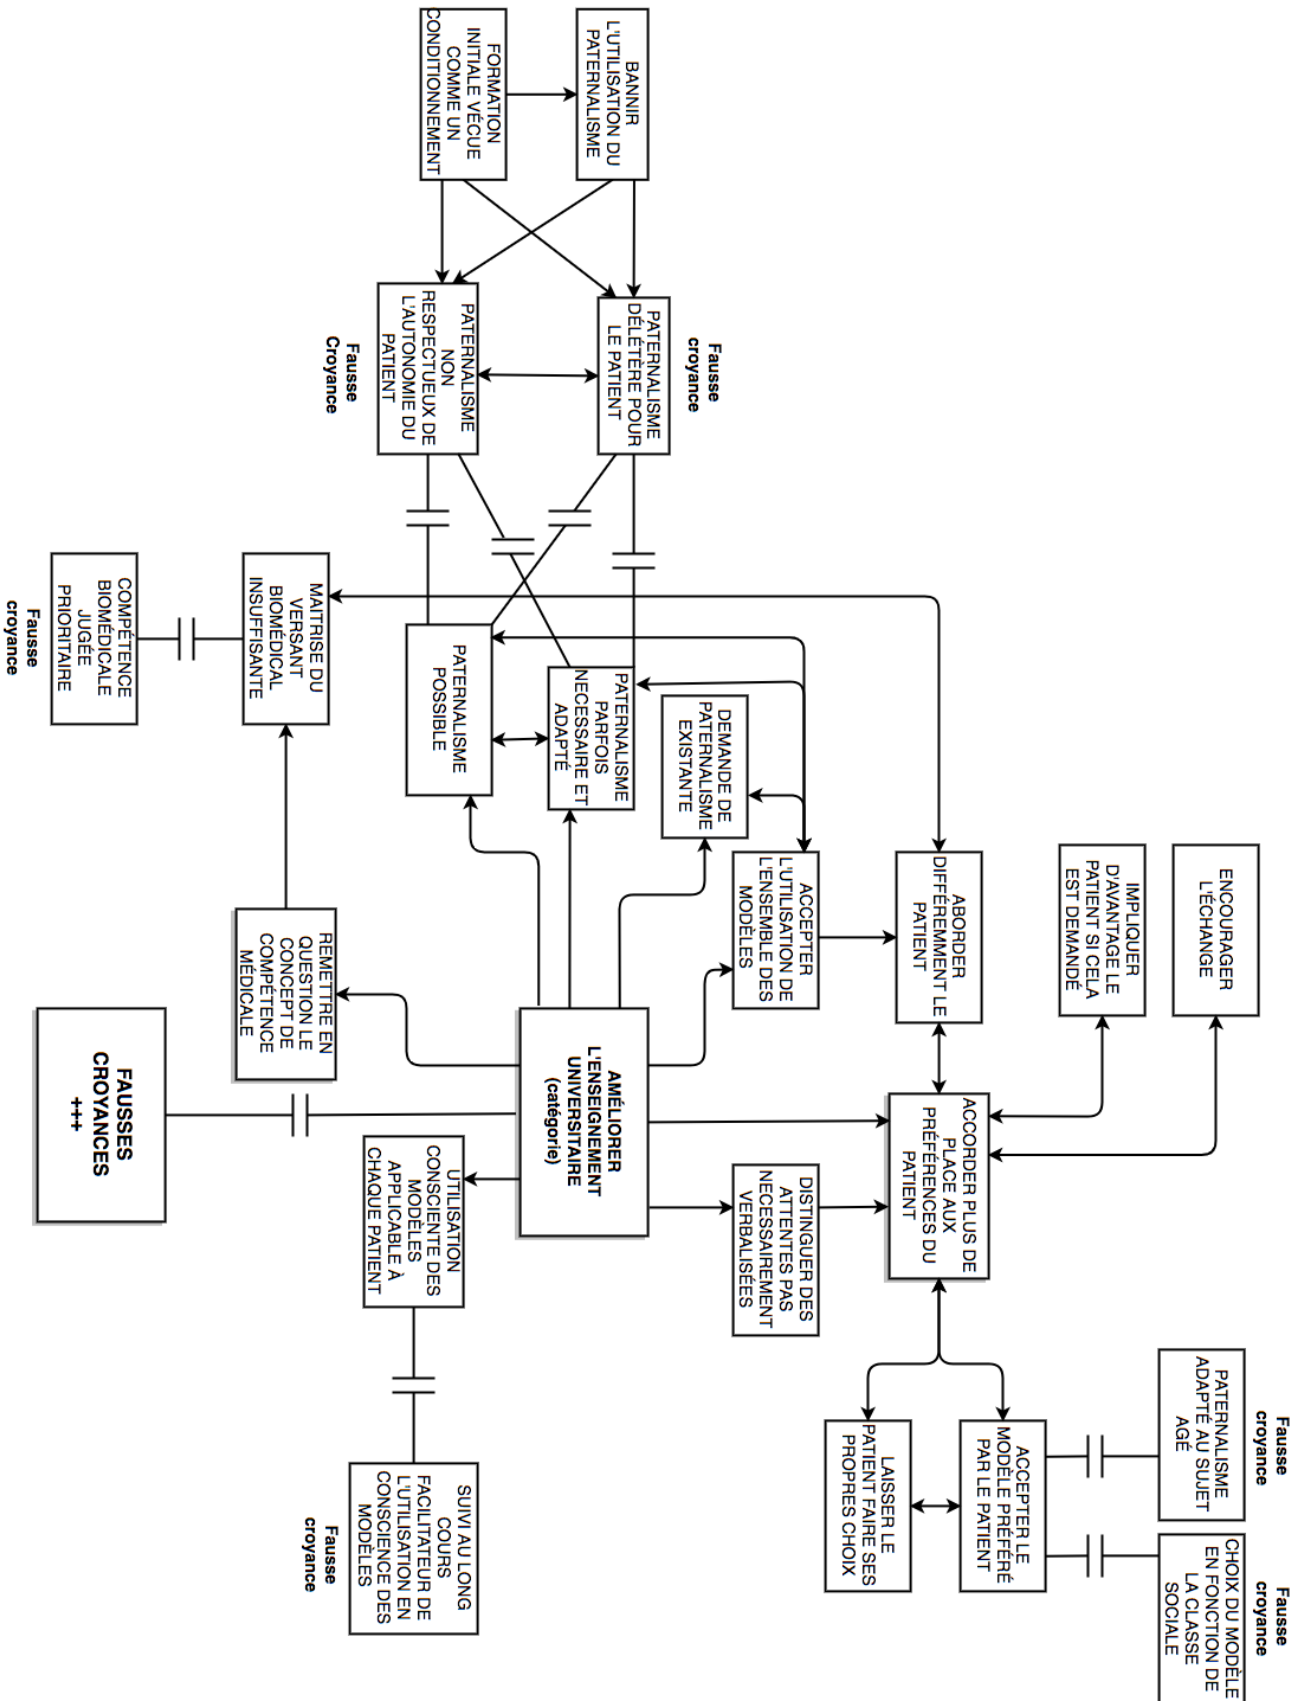 Fausse
croyance
Fausse
croyance
ENCOURAGER
L'ÉCHANGE
PATERNALISME
ADAPTÉ AU SUJET
AGÉ
CHOIX DU MODÈLE
EN FONCTION DE
LA CLASSE
SOCIALE
IMPLIQUER
D'AVANTAGE LE
PATIENT SI CELA
EST DEMANDÉ
ABORDER
DIFFÉREMMENT LE
PATIENT
ACCORDER PLUS DE
PLACE AUX
PRÉFÉRENCES DU
PATIENT
ACCEPTER LE
MODÈLE PRÉFÉRÉ
PAR LE PATIENT
LAISSER LE
PATIENT FAIRE SES
PROPRES CHOIX
ACCEPTER
L'UTILISATION DE
L'ENSEMBLE DES
MODÈLES
DISTINGUER DES
ATTENTES PAS
NECESSAIREMENT
VERBALISÉES
Fausse
croyance
DEMANDE DE
PATERNALISME
EXISTANTE
BANNIR
L'UTILISATION DU
PATERNALISME
PATERNALISME
DÉLÉTÈRE POUR
LE PATIENT
PATERNALISME
PARFOIS
NECESSAIRE ET
ADAPTÉ
AMÉLIORER
L'ENSEIGNEMENT
UNIVERSITAIRE
(catégorie)
FORMATION
INITIALE VÉCUE
COMME UN
CONDITIONNEMENT
PATERNALISME
NON
RESPECTUEUX DE
L'AUTONOMIE DU
PATIENT
Fausse
Croyance
PATERNALISME
POSSIBLE
UTILISATION
CONSCIENTE DES
MODÈLES
APPLICABLE À
CHAQUE PATIENT
SUIVI AU LONG
COURS
FACILITATEUR DE
L'UTILISATION EN
CONSCIENCE DES
MODÈLES
Fausse
croyance
MAITRISE DU
VERSANT
BIOMÉDICAL
INSUFFISANTE
REMETTRE EN
QUESTION LE
CONCEPT DE
COMPÉTENCE
MÉDICALE
COMPÉTENCE
BIOMÉDICALE
JUGÉE
PRIORITAIRE
Fausse
croyance
FAUSSES
CROYANCES
+++